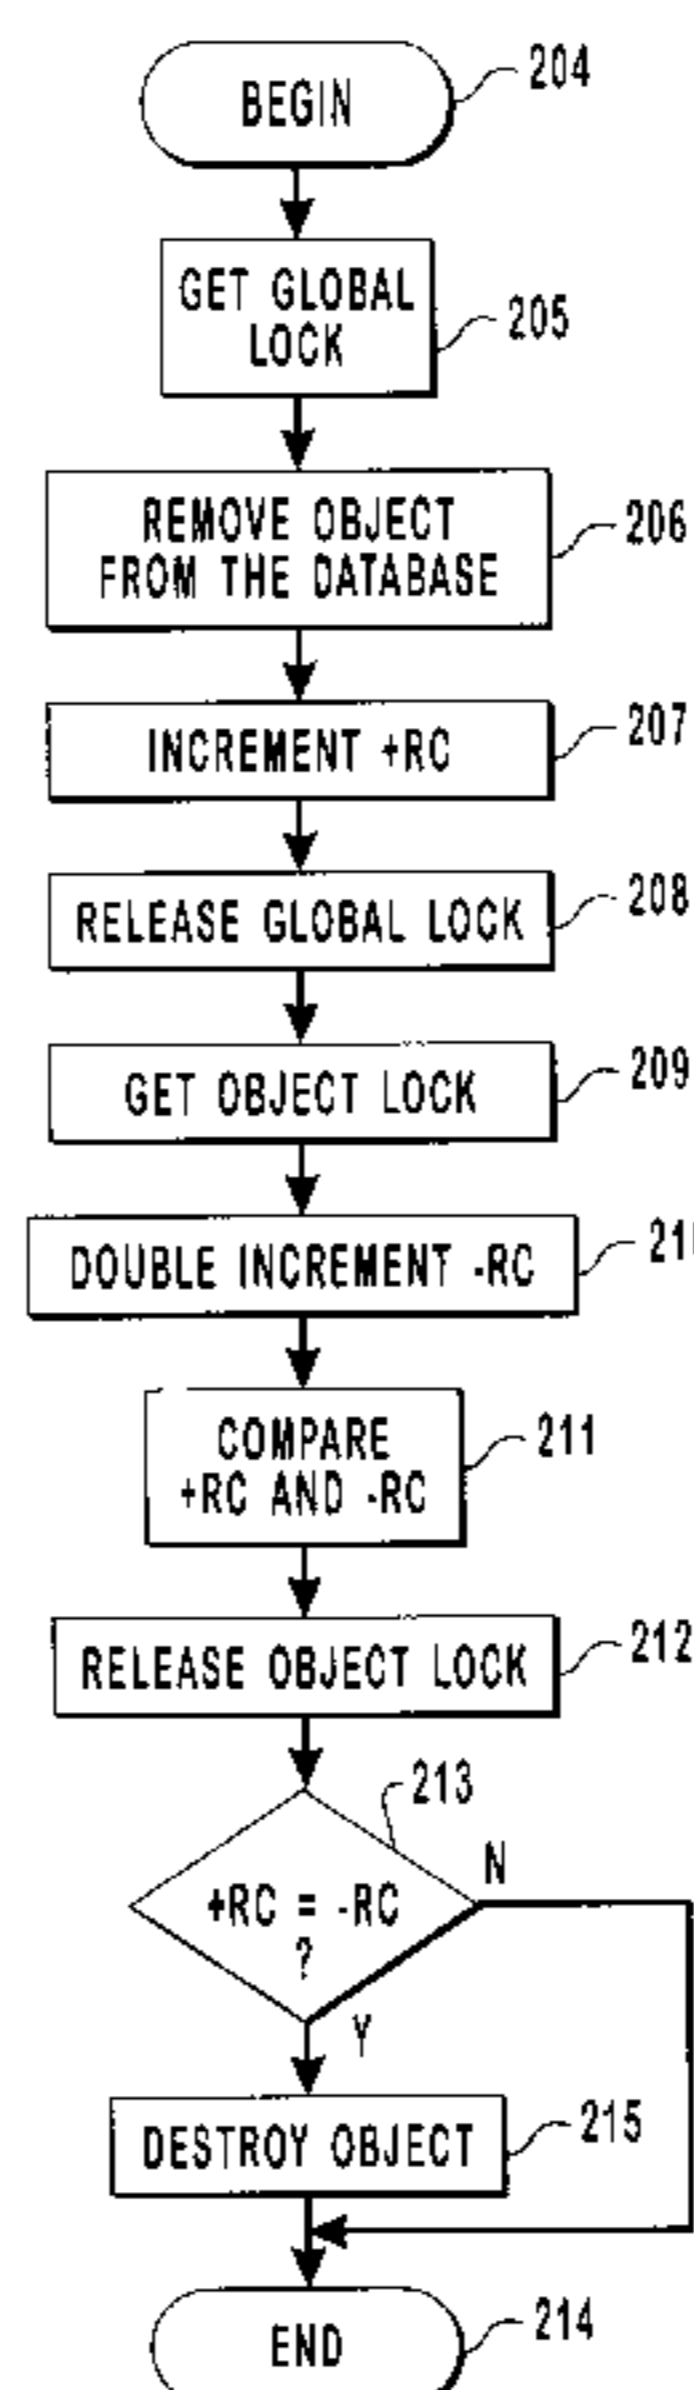 BEGIN
204
GET GLOBAL
LOCK
205
REMOVE OBJECT
FROM THE DATABASE
206
INCREMENT +RC
207
RELEASE GLOBAL LOCK
208
GET OBJECT LOCK
209
DOUBLE INCREMENT -RC
COMPARE
+RC AND -RC
211
RELEASE OBJECT LOCK
212
213
+RC = -RC
?
N
Y
DESTROY OBJECT
215
END
214